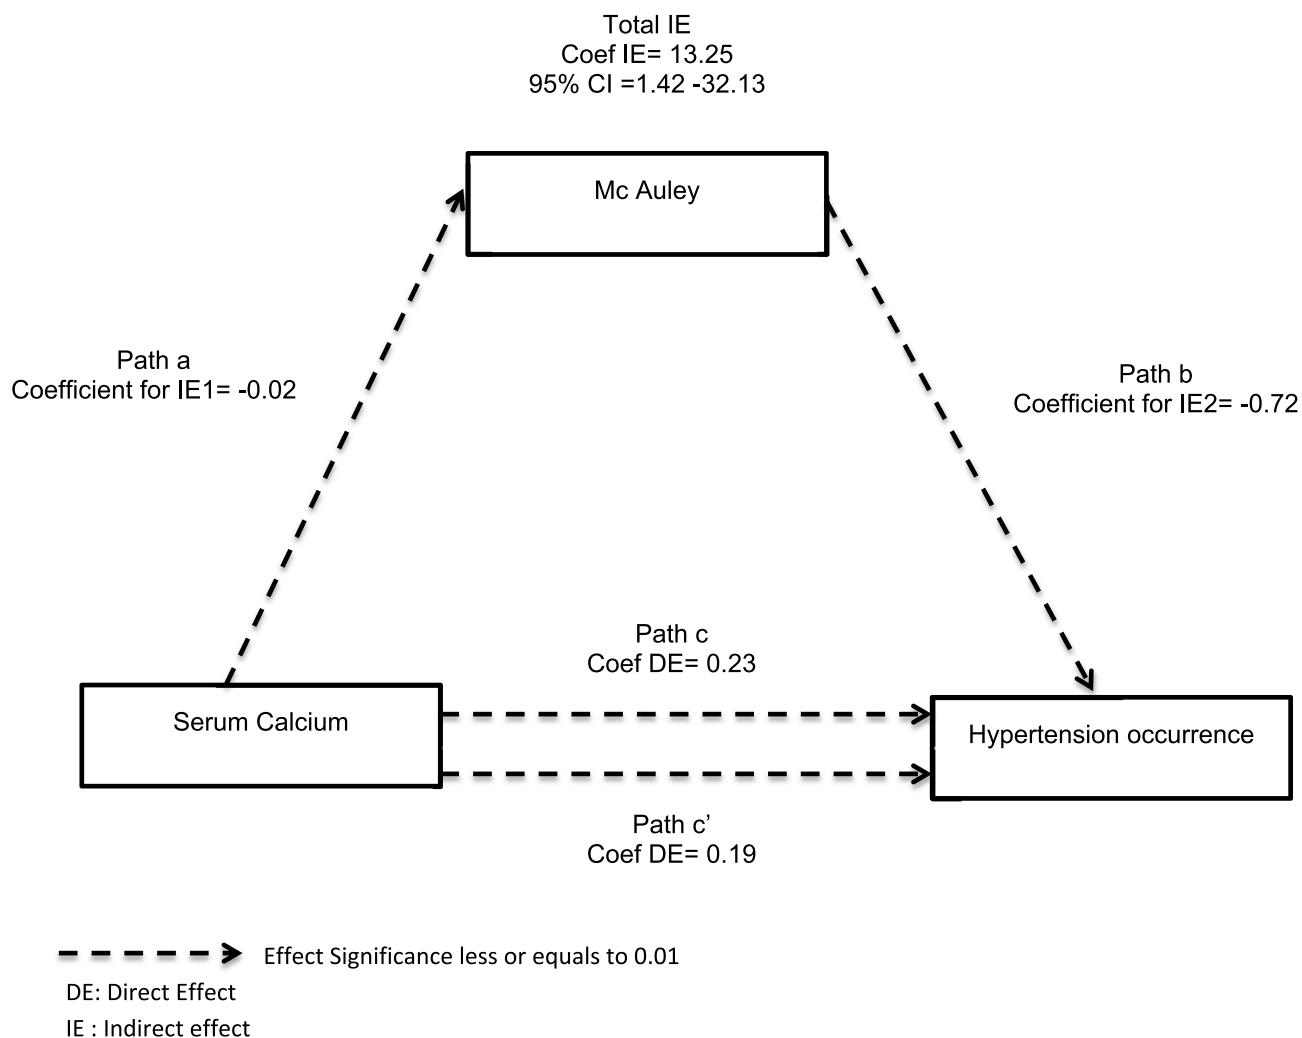 Total IE
Coef IE= 13.25
95% CI =1.42 -32.13
Mc Auley
Path a
Coefficient for IE1= -0.02
Path b
Coefficient for IE2= -0.72
Path c
Coef DE= 0.23
Serum Calcium
Hypertension occurrence
Path c’
Coef DE= 0.19
Effect Significance less or equals to 0.01
DE: Direct Effect
IE : Indirect effect